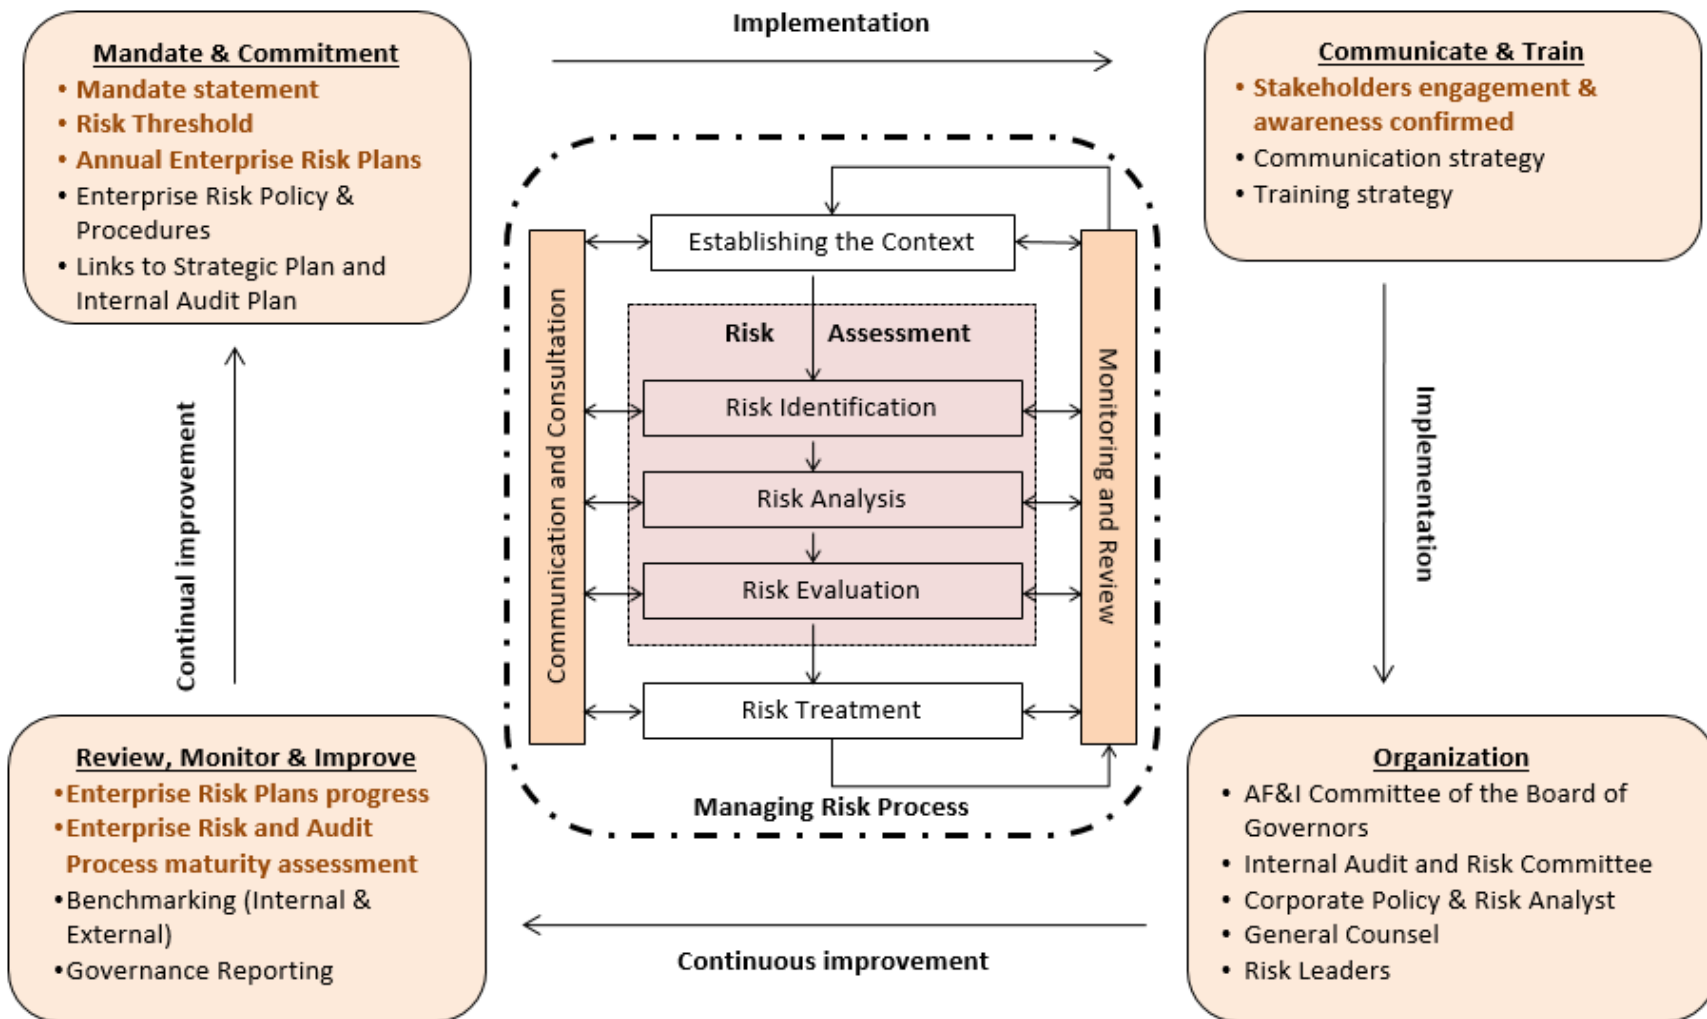 Implementation
Mandate & Commitment
• Mandate statement
• Risk Threshold
• Annual Enterprise Risk Plans
• Enterprise Risk Policy &
Procedures
• Links to Strategic Plan and
Internal Audit Plan
Communicate & Train
• Stakeholders engagement &
awareness confirmed
• Communication strategy
• Training strategy
Establishing the Context
Risk Assessment
Risk Identification
Risk Analysis
Risk Evaluation
Risk Treatment
Communication and Consultation
Monitoring and Review
Managing Risk Process
Continual improvement
Implementation
Review, Monitor & Improve
•Enterprise Risk Plans progress
•Enterprise Risk and Audit
Process maturity assessment
•Benchmarking (Internal &
External)
•Governance Reporting
Continuous improvement
Organization
• AF&I Committee of the Board of
Governors
• Internal Audit and Risk Committee
• Corporate Policy & Risk Analyst
• General Counsel
• Risk Leaders